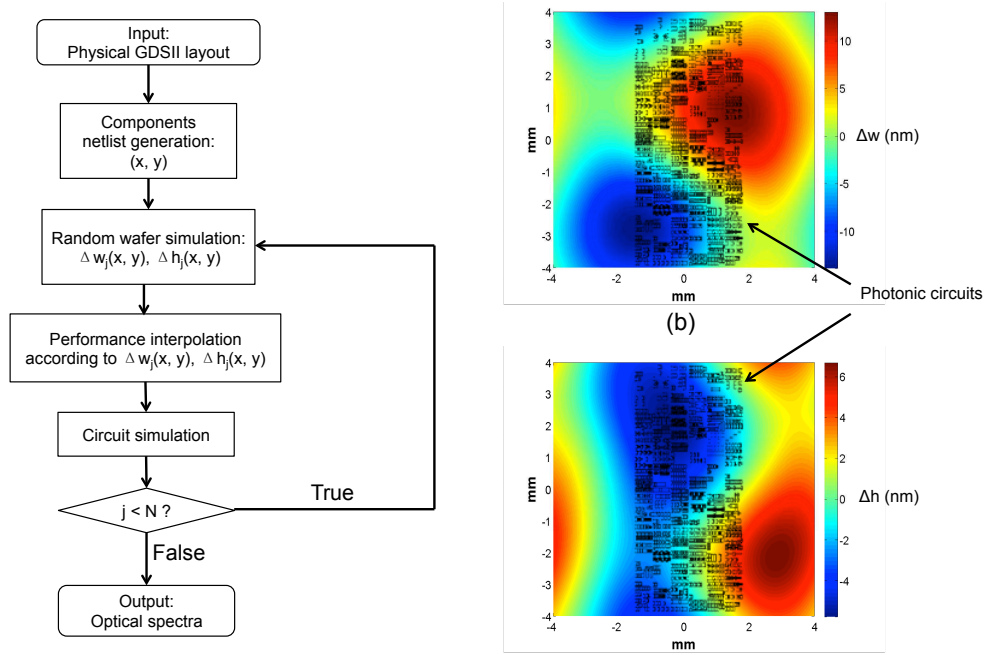 Input:
Physical GDSII layout
Components
netlist generation:
(x, y)
Random wafer simulation:
Δ wj(x, y), Δ hj(x, y)
Performance interpolation
according to Δ wj(x, y), Δ hj(x, y)
Circuit simulation
j < N ?
True
False
Output:
Optical spectra
4
3
2
1
0
-1
-2
-3
-4
mm
-4
-2
0
2
4
mm
10
5
0
-5
-10
Δw (nm)
Photonic circuits
(b)
4
3
2
1
0
-1
-2
-3
-4
mm
-4
-2
0
2
4
mm
6
4
2
0
-2
-4
Δh (nm)